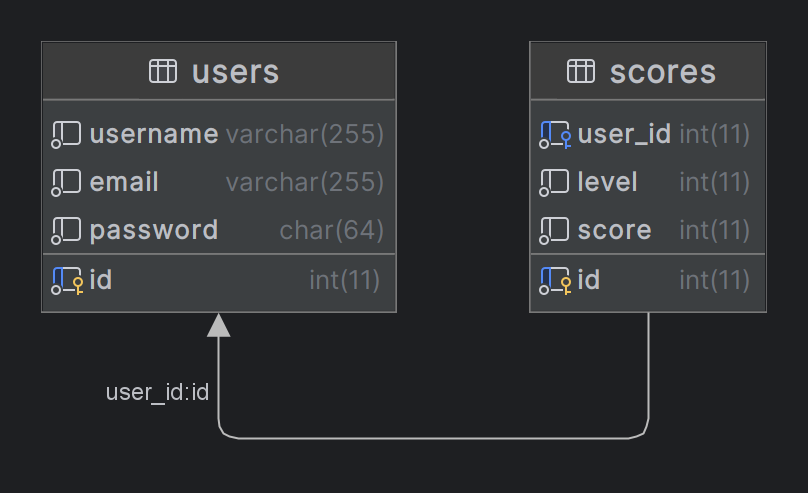 users
username varchar(255)
email varchar(255)
password char(64)
id int(11)
scores
user_id int(11)
level int(11)
score int(11)
id int(11)
user_id:id